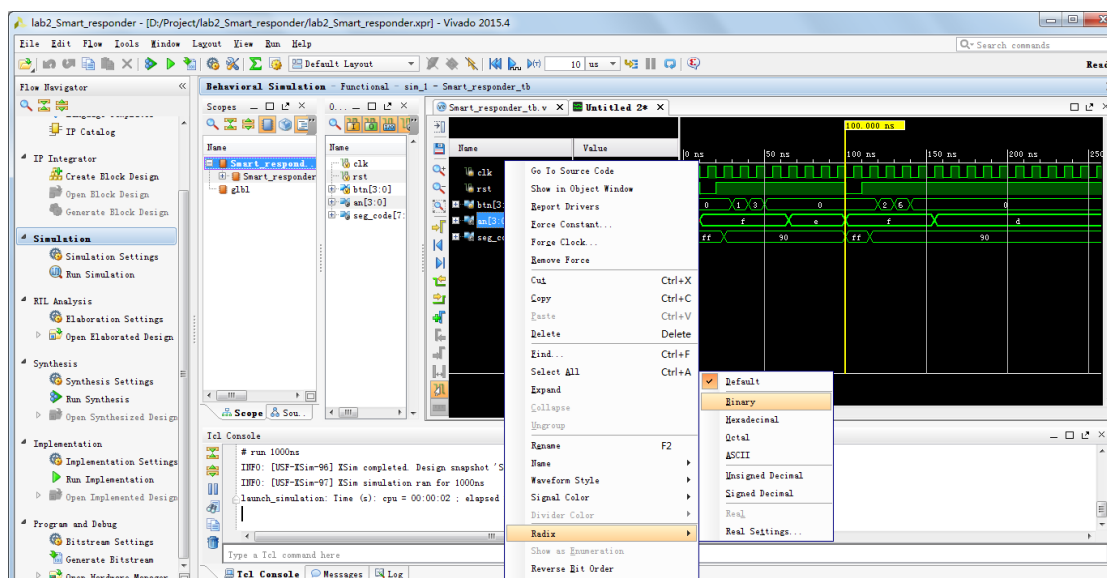 lab2_Smart_responder - [D:/Project/lab2_Smart_responder/lab2_Smart_responder.xpr] - Vivado 2015.4
File Edit Flow Tools Window Layout View Run Help
Search commands
Default Layout
10 us
Flow Navigator
IP Catalog
IP Integrator
Create Block Design
Open Block Design
Generate Block Design
Simulation
Simulation Settings
Run Simulation
RTL Analysis
Elaboration Settings
Open Elaborated Design
Synthesis
Synthesis Settings
Run Synthesis
Open Synthesized Design
Implementation
Implementation Settings
Run Implementation
Open Implemented Design
Program and Debug
Bitstream Settings
Generate Bitstream
Open Hardware Manager
Behavioral Simulation - Functional - sim_1 - Smart_responder_tb
Scopes
Name
Smart_respond..
Smart_responder
glbl
Scope Sou..
O...
Name
clk
rst
btn[3:0]
an[3:0]
seg_code[7:
Smart_responder_tb.v Untitled 2*
Name Value
clk
rst
btn[3:
an[3:0
seg_co
100.000 ns
0 ns 50 ns 100 ns 150 ns 200 ns 250
0 1 3 0 2 6 0
f e f d
ff 90 ff 90
Go To Source Code
Show in Object Window
Report Drivers
Force Constant...
Force Clock...
Remove Force
Cut Ctrl+X
Copy Ctrl+C
Paste Ctrl+V
Delete Delete
Find... Ctrl+F
Select All Ctrl+A
Expand
Collapse
Ungroup
Rename F2
Name
Waveform Style
Signal Color
Divider Color
Radix
Show as Enumeration
Reverse Bit Order
Default
Binary
Hexadecimal
Octal
ASCII
Unsigned Decimal
Signed Decimal
Real
Real Settings...
Tcl Console
# run 1000ns
INFO: [USF-XSim-96] XSim completed. Design snapshot 'S
INFO: [USF-XSim-97] XSim simulation ran for 1000ns
launch_simulation: Time (s): cpu = 00:00:02 ; elapsed
Type a Tcl command here
Tcl Console Messages Log